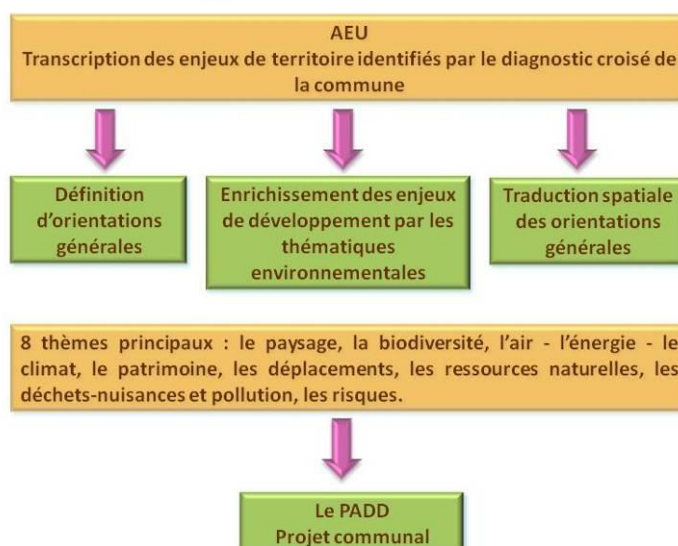 AEU
Transcription des enjeux de territoire identifiés par le diagnostic croisé de
la commune
Définition
d'orientations
générales
Enrichissement des enjeux
de développement par les
thématiques
environnementales
Traduction spatiale
des orientations
générales
8 thèmes principaux : le paysage, la biodiversité, l'air - l'énergie - le
climat, le patrimoine, les déplacements, les ressources naturelles, les
déchets-nuisances et pollution, les risques.
Le PADD
Projet communal